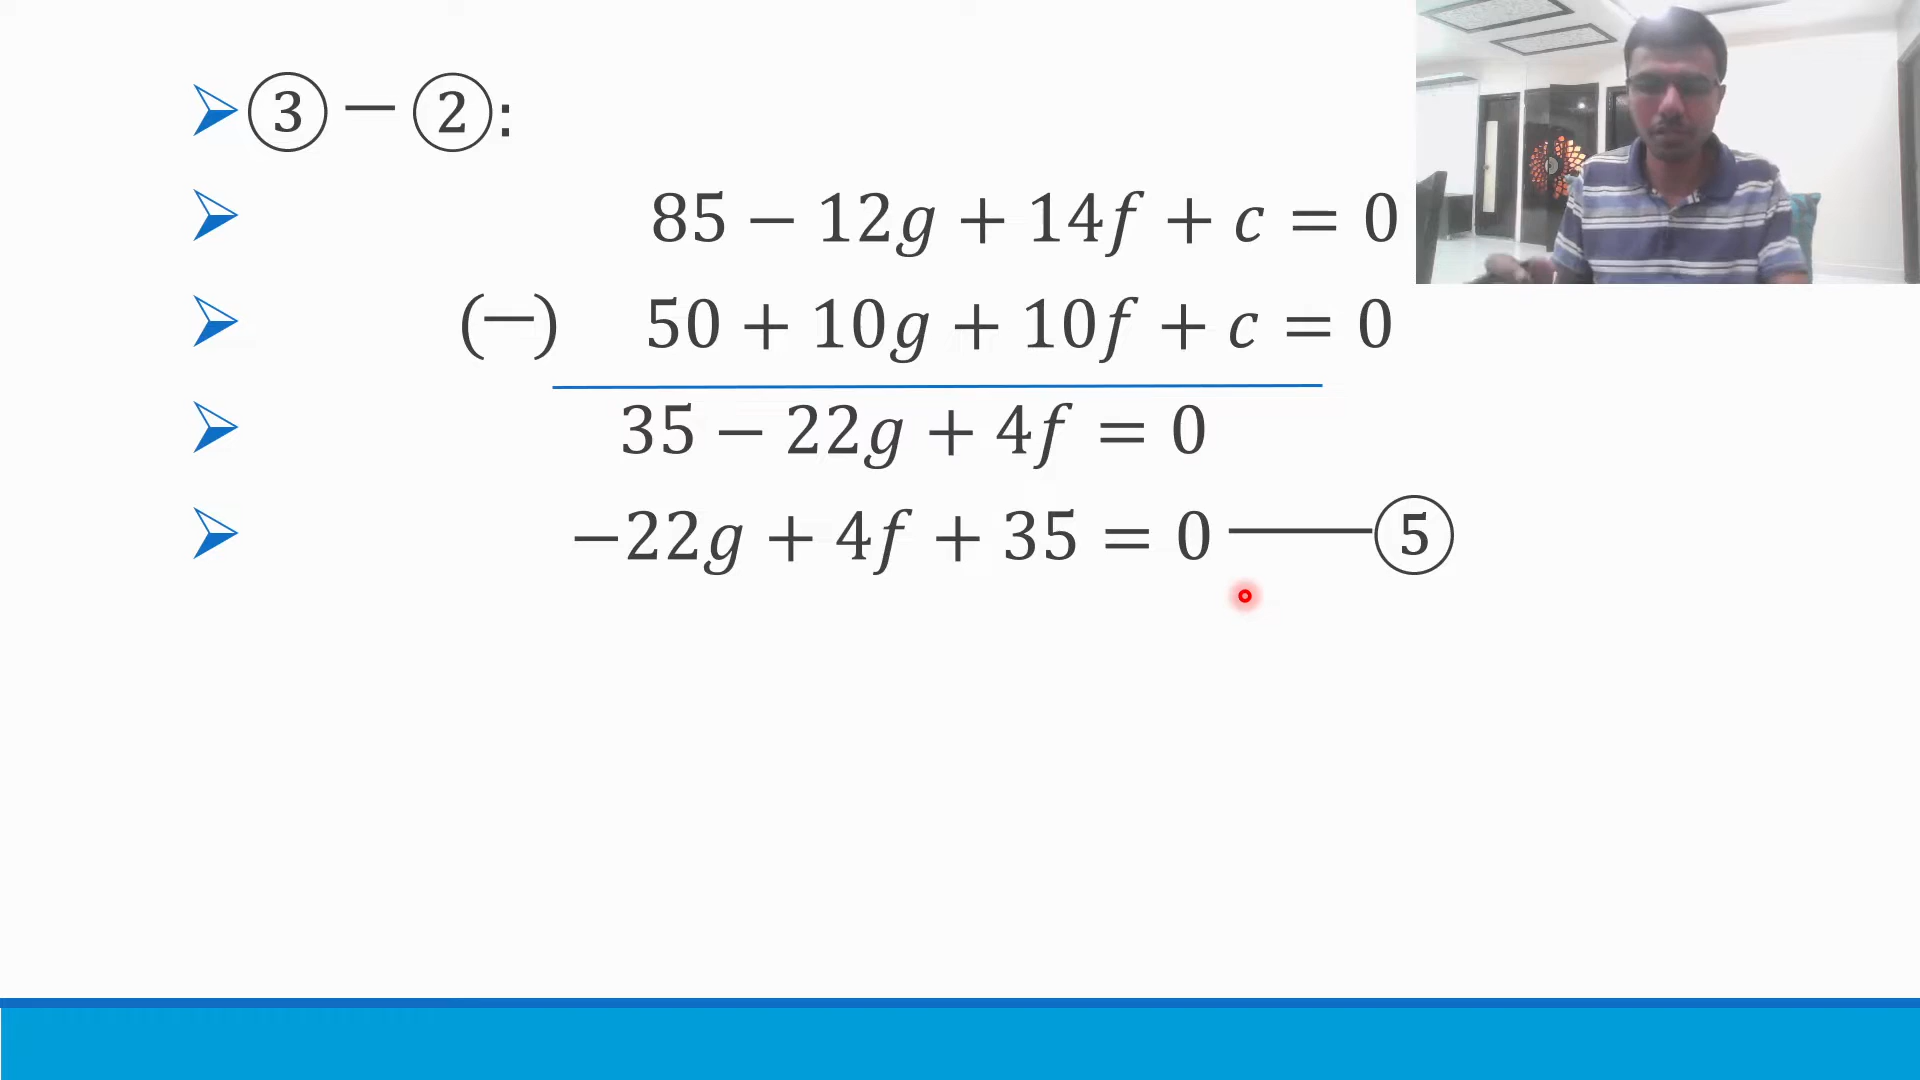 ③ − ②:
85 − 12g + 14f + c = 0
(−) 50 + 10g + 10f + c = 0
35 − 22g + 4f = 0
−22g + 4f + 35 = 0 ——⑤